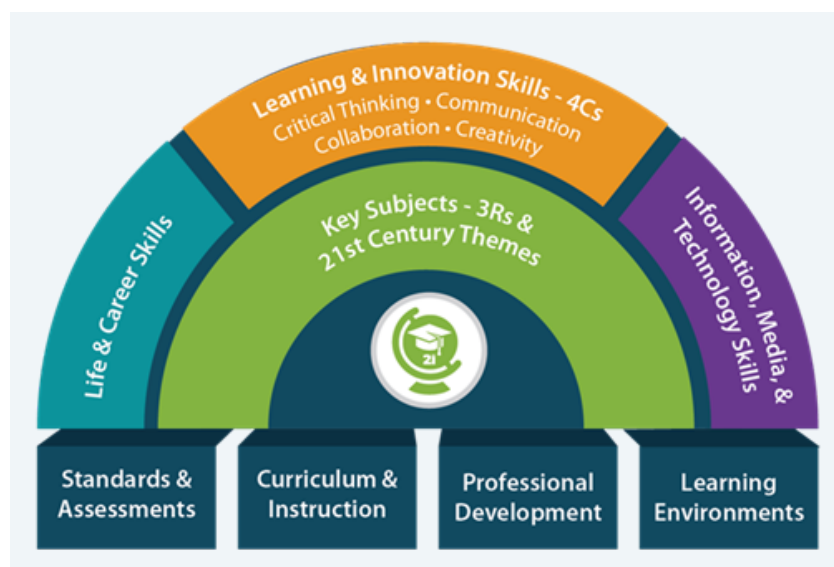 Learning & Innovation Skills - 4Cs
Critical Thinking • Communication
Collaboration • Creativity
Life & Career Skills
Key Subjects - 3Rs &
21st Century Themes
Information, Media, &
Technology Skills
21
Standards &
Assessments
Curriculum &
Instruction
Professional
Development
Learning
Environments